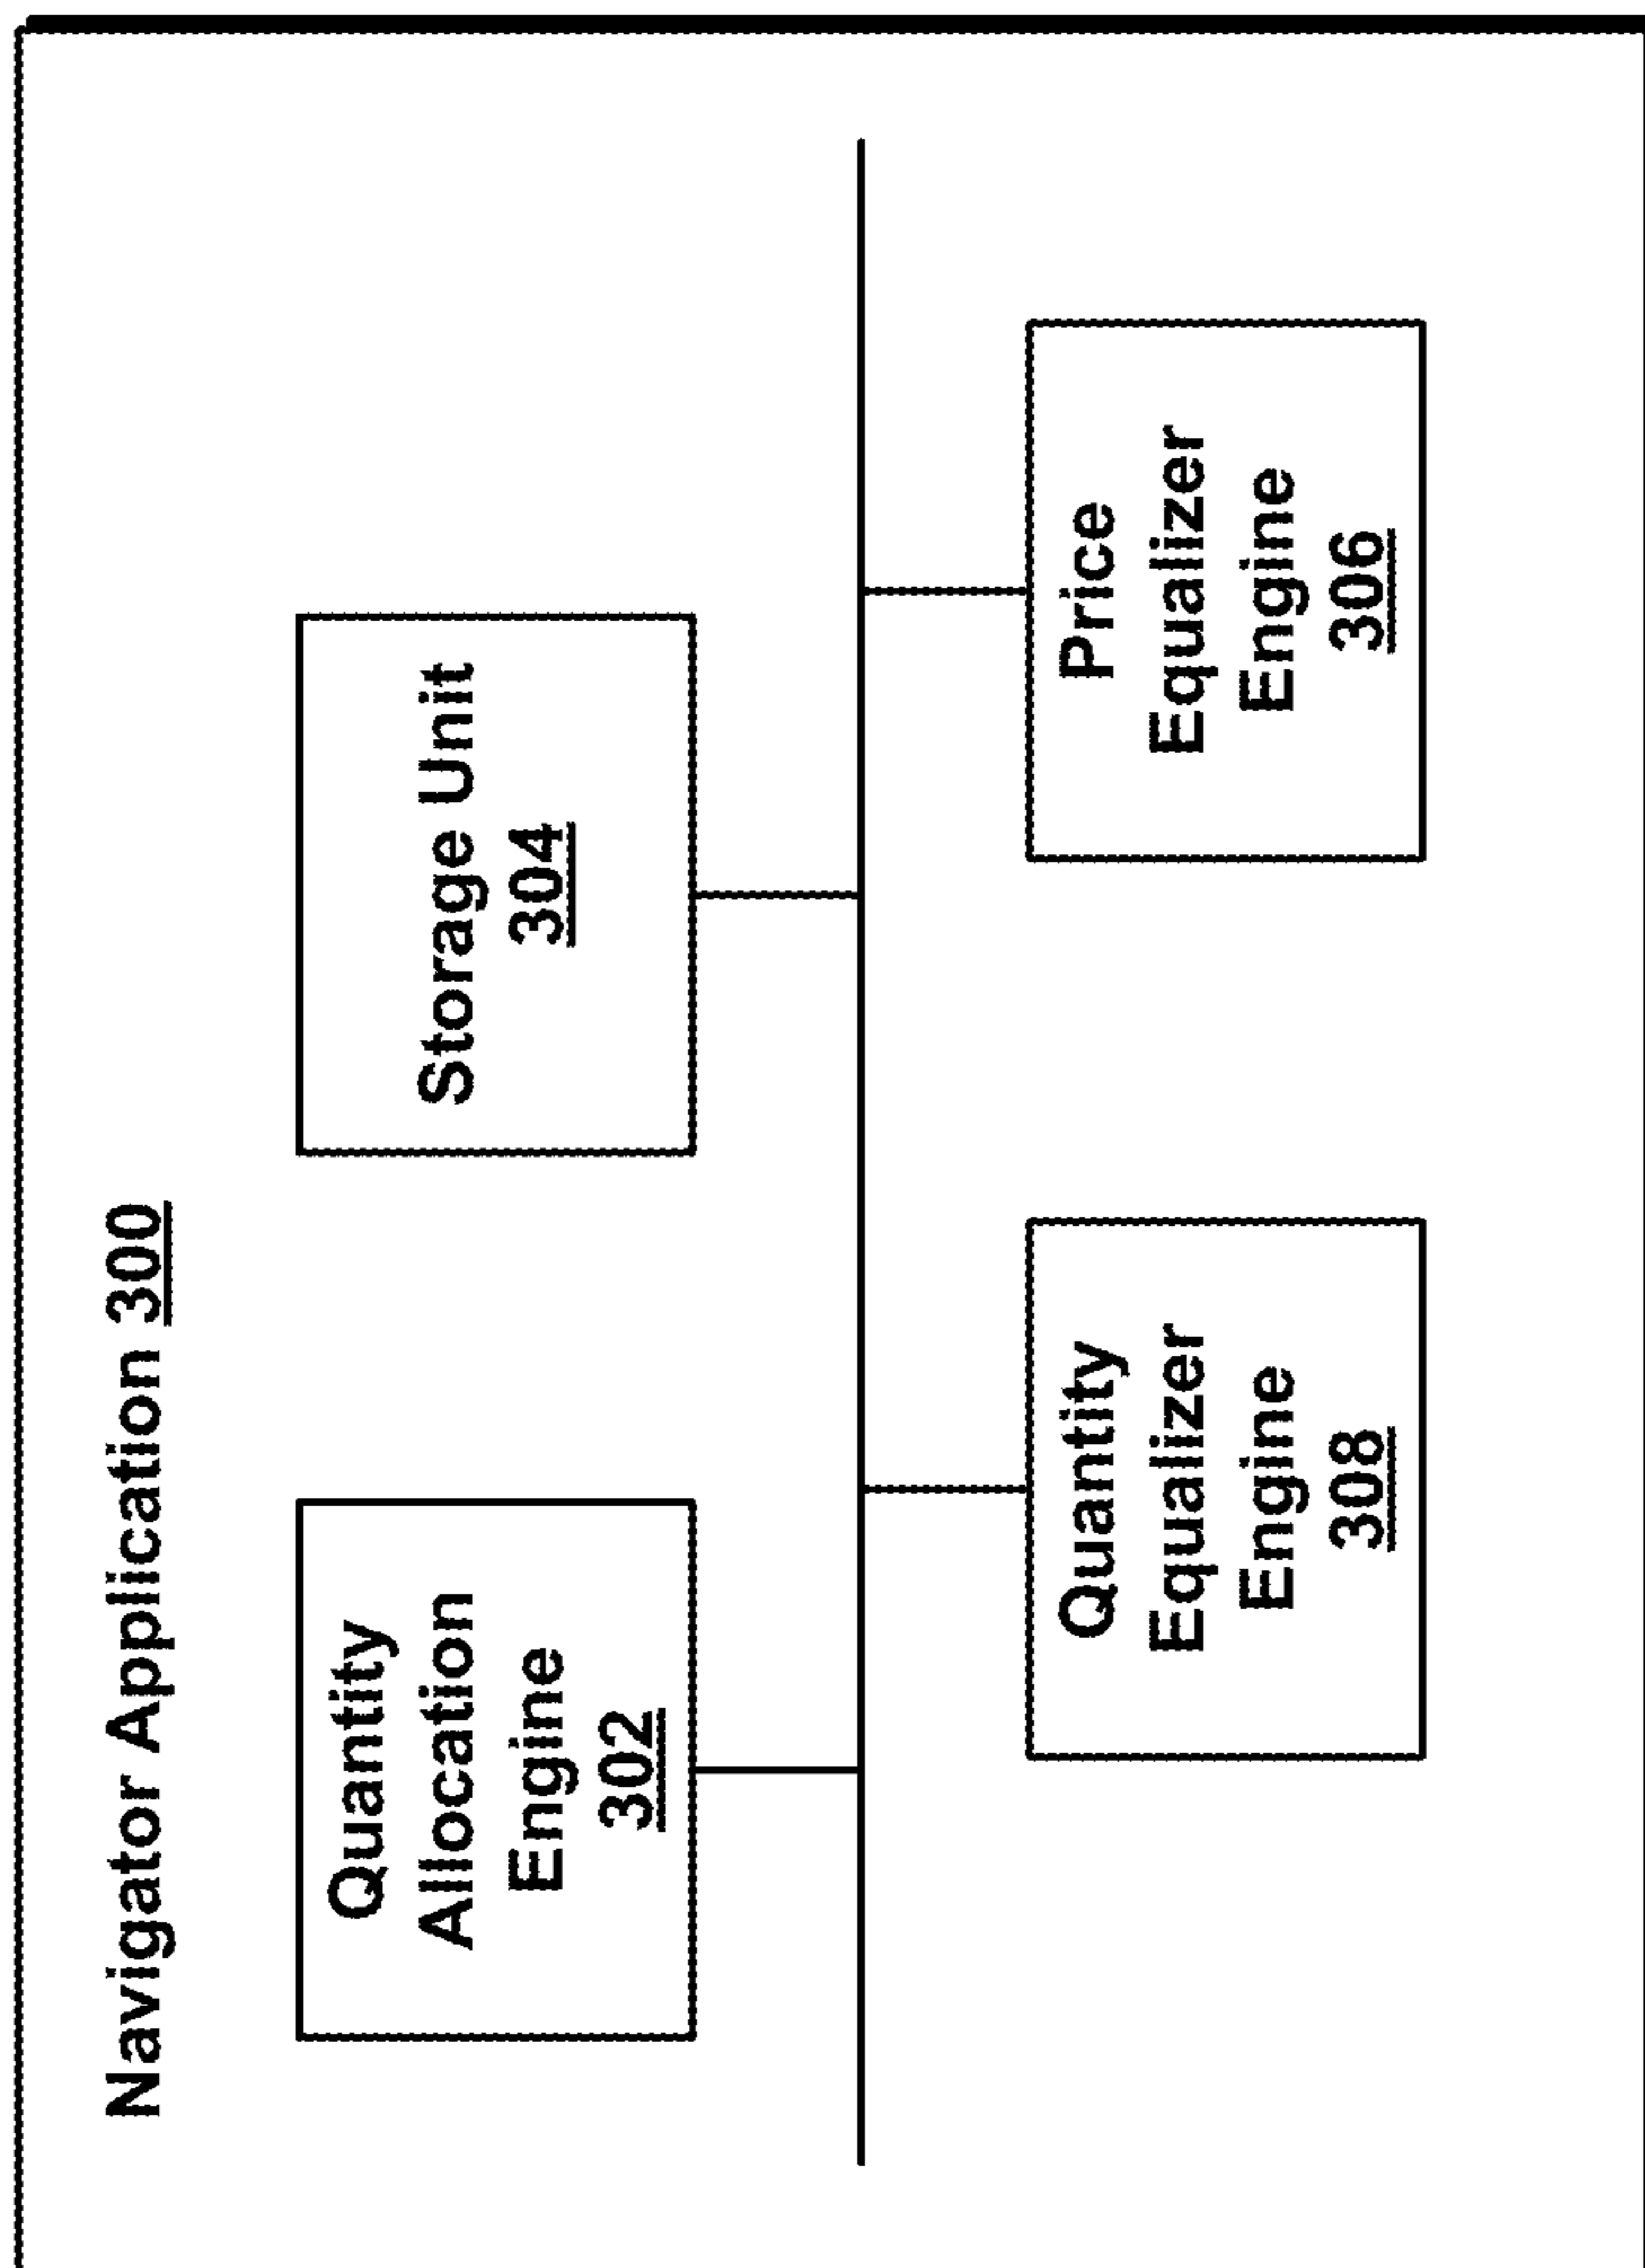 Navigator Application 300
Quantity
Allocation
Engine
302
Storage Unit
304
Quantity
Equalizer
Engine
308
Price
Equalizer
Engine
306